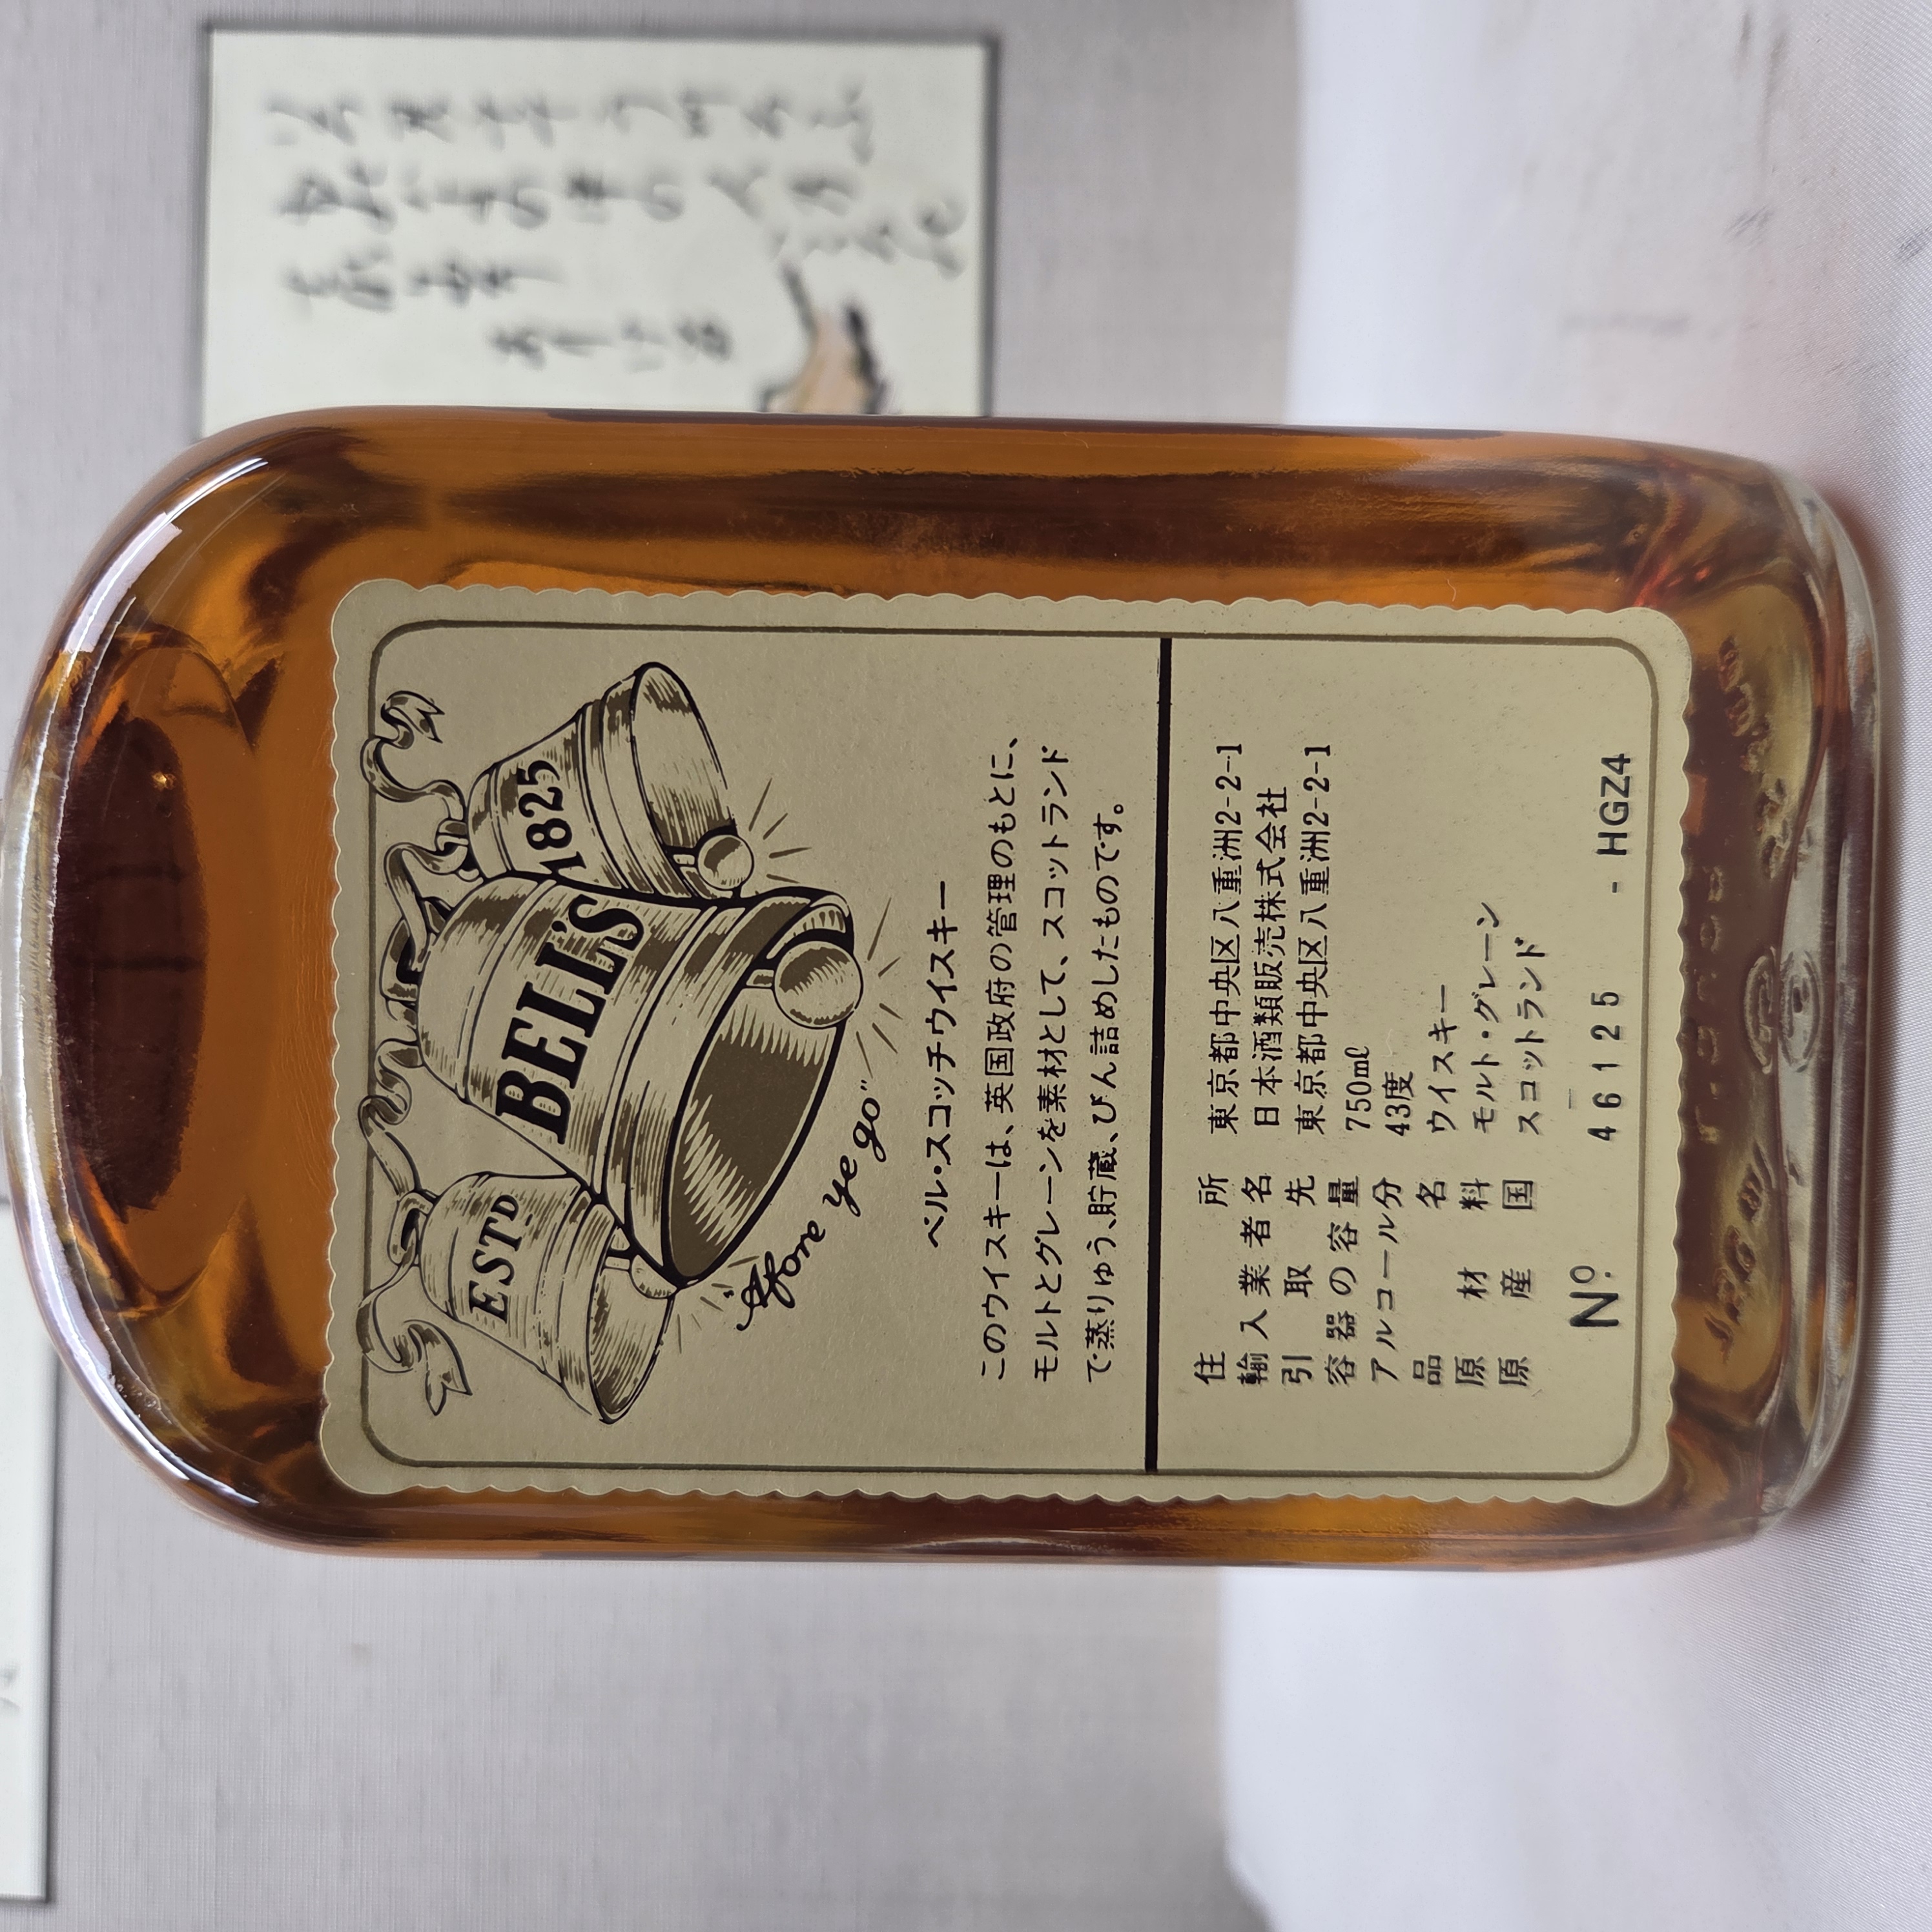 ESTD
BELL'S
1825
"Afore ye go"
ベル・スコッチウイスキー
このウイスキーは、英国政府の管理のもとに、
モルトとグレーンを素材として、スコットランド
で蒸りゅう、貯蔵、びん詰めしたものです。
住所 東京都中央区八重洲2-2-1
輸入業者名 日本酒類販売株式会社
引取先 東京都中央区八重洲2-2-1
容器の容量 750mℓ
アルコール分 43度
品名 ウイスキー
原材料 モルト・グレーン
原産国 スコットランド
No. 46125
- HGZ4